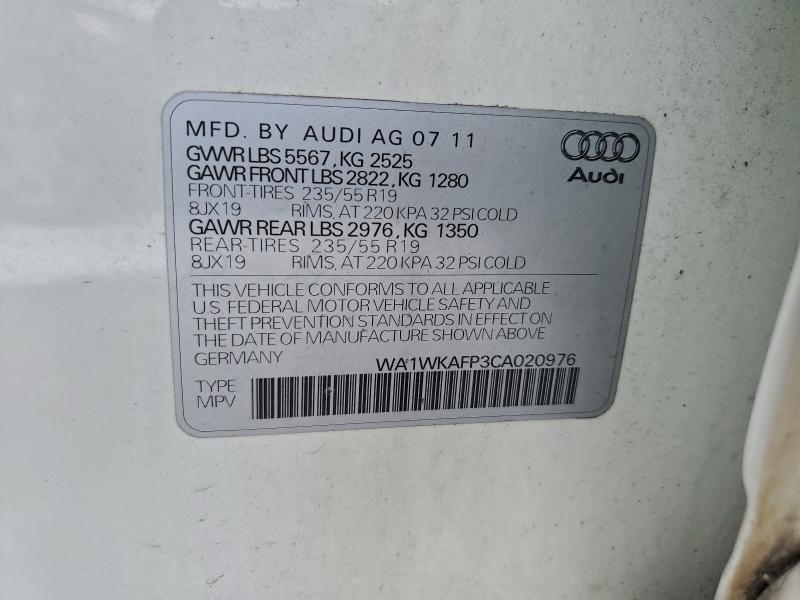 MFD. BY AUDI AG 07 11
GVWR LBS 5567, KG 2525
GAWR FRONT LBS 2822, KG 1280
FRONT-TIRES 235/55 R19
8JX19 RIMS, AT 220 KPA 32 PSI COLD
GAWR REAR LBS 2976, KG 1350
REAR-TIRES 235/55 R19
8JX19 RIMS, AT 220 KPA 32 PSI COLD
Audi
THIS VEHICLE CONFORMS TO ALL APPLICABLE
U.S. FEDERAL MOTOR VEHICLE SAFETY AND
THEFT PREVENTION STANDARDS IN EFFECT ON
THE DATE OF MANUFACTURE SHOWN ABOVE
GERMANY WA1WKAFP3CA020976
TYPE
MPV